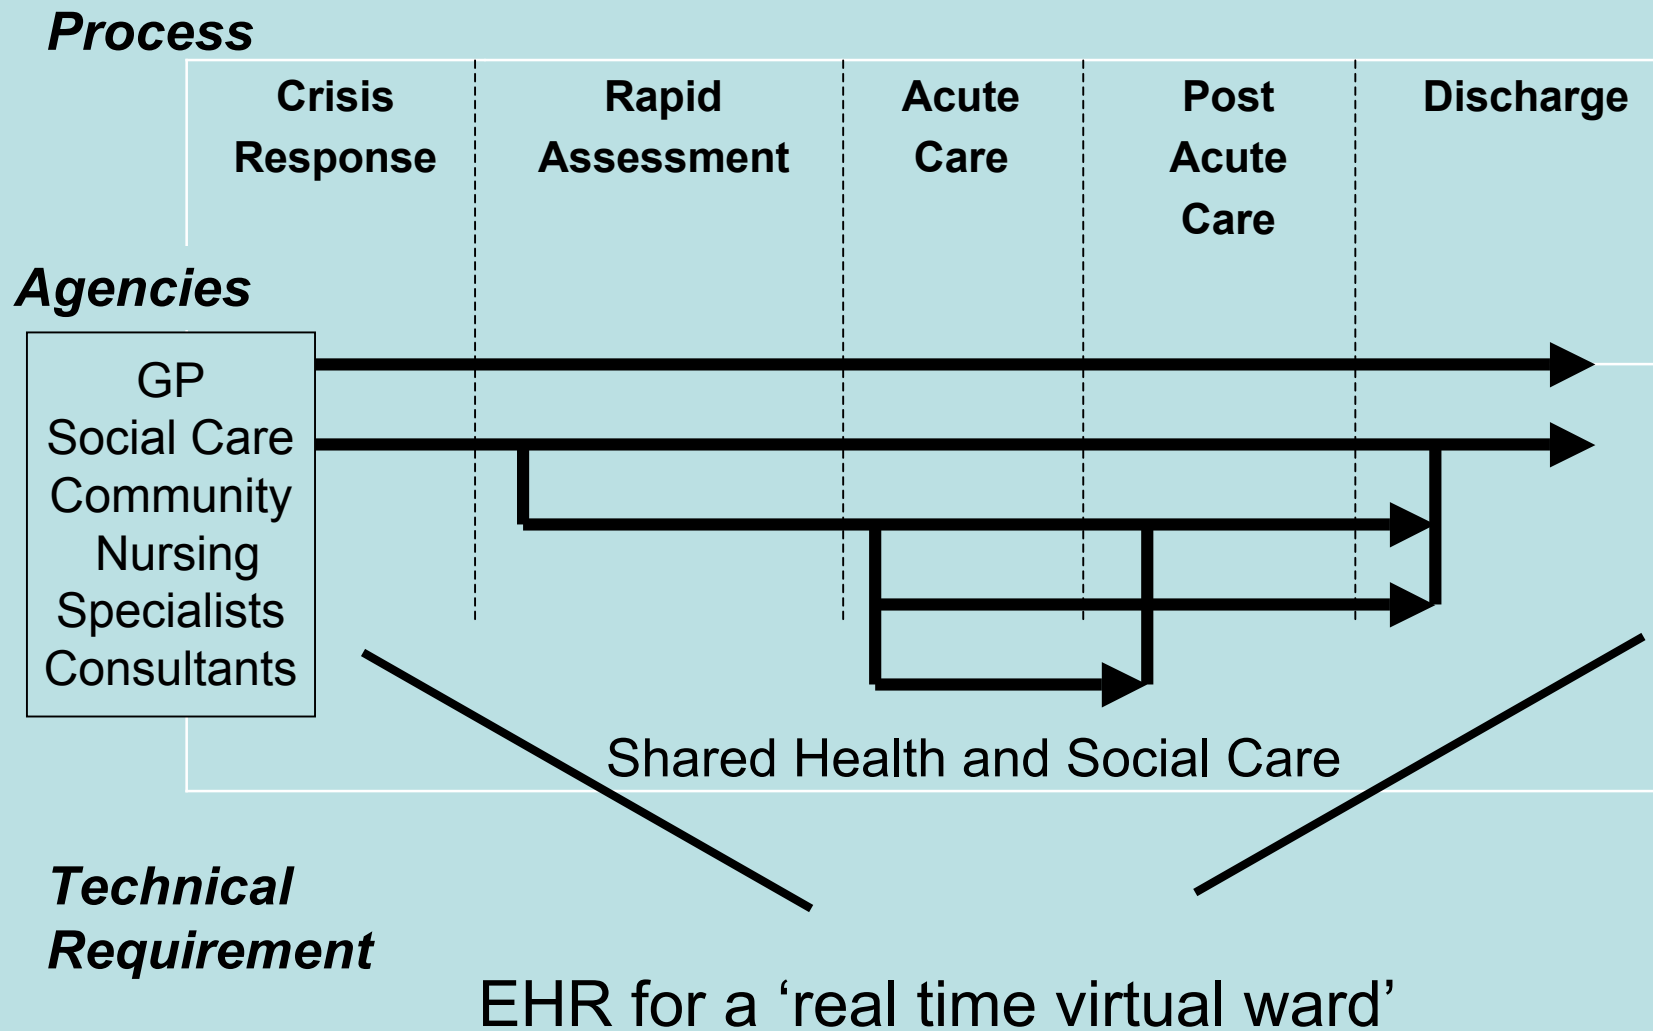 Process
Crisis
Response
Rapid
Assessment
Acute
Care
Post
Acute
Care
Discharge
Agencies
GP
Social Care
Community
Nursing
Specialists
Consultants
Shared Health and Social Care
Technical
Requirement
EHR for a ‘real time virtual ward’